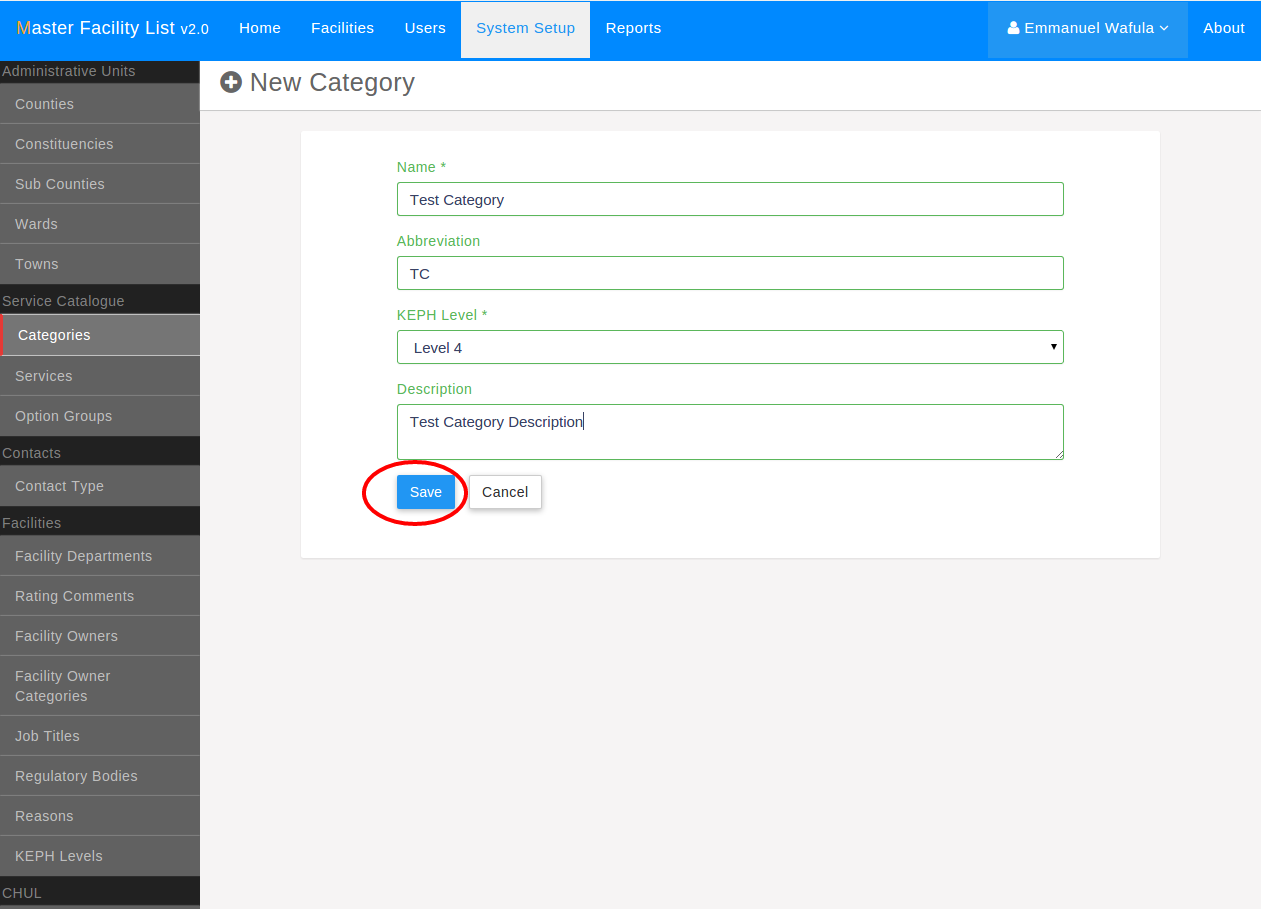 Master Facility List v2.0 Home Facilities Users System Setup Reports Emmanuel Wafula About
Administrative Units
Counties
Constituencies
Sub Counties
Wards
Towns
Service Catalogue
Categories
Services
Option Groups
Contacts
Contact Type
Facilities
Facility Departments
Rating Comments
Facility Owners
Facility Owner
Categories
Job Titles
Regulatory Bodies
Reasons
KEPH Levels
CHUL
New Category
Name *
Test Category
Abbreviation
TC
KEPH Level *
Level 4
Description
Test Category Description
Save Cancel